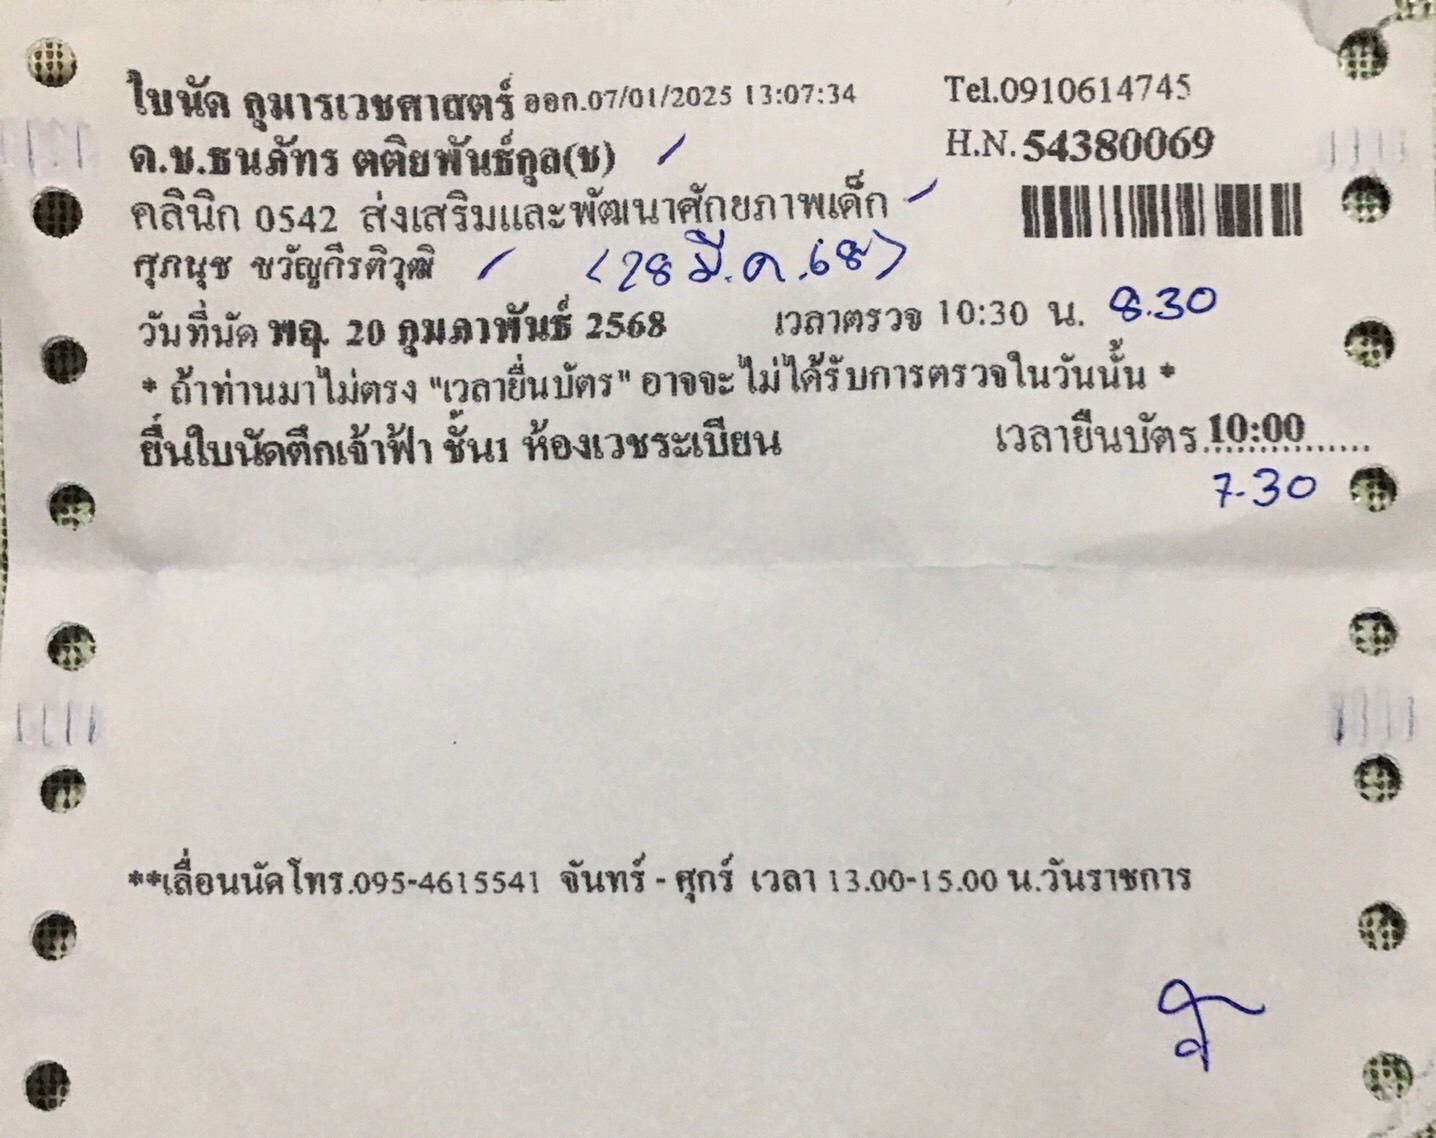 ใบนัด กุมารเวชศาสตร์ ออก.07/01/2025 13:07:34 Tel.0910614745
ด.ช.ธนภัทร ตติยพันธ์กุล(ช) H.N.54380069
คลินิก 0542 ส่งเสริมและพัฒนาศักยภาพเด็ก
ศุภนุช ขวัญกีรติวุฒิ (28 มี.ค.68)
วันที่นัด พฤ. 20 กุมภาพันธ์ 2568 เวลาตรวจ 10:30 น. 8.30
* ถ้าท่านมาไม่ตรง "เวลายื่นบัตร" อาจจะไม่ได้รับการตรวจในวันนั้น *
ยื่นใบนัดตึกเจ้าฟ้า ชั้น1 ห้องเวชระเบียน เวลายื่นบัตร.10:00...............
7.30
**เลื่อนนัดโทร.095-4615541 จันทร์ - ศุกร์ เวลา 13.00-15.00 น.วันราชการ